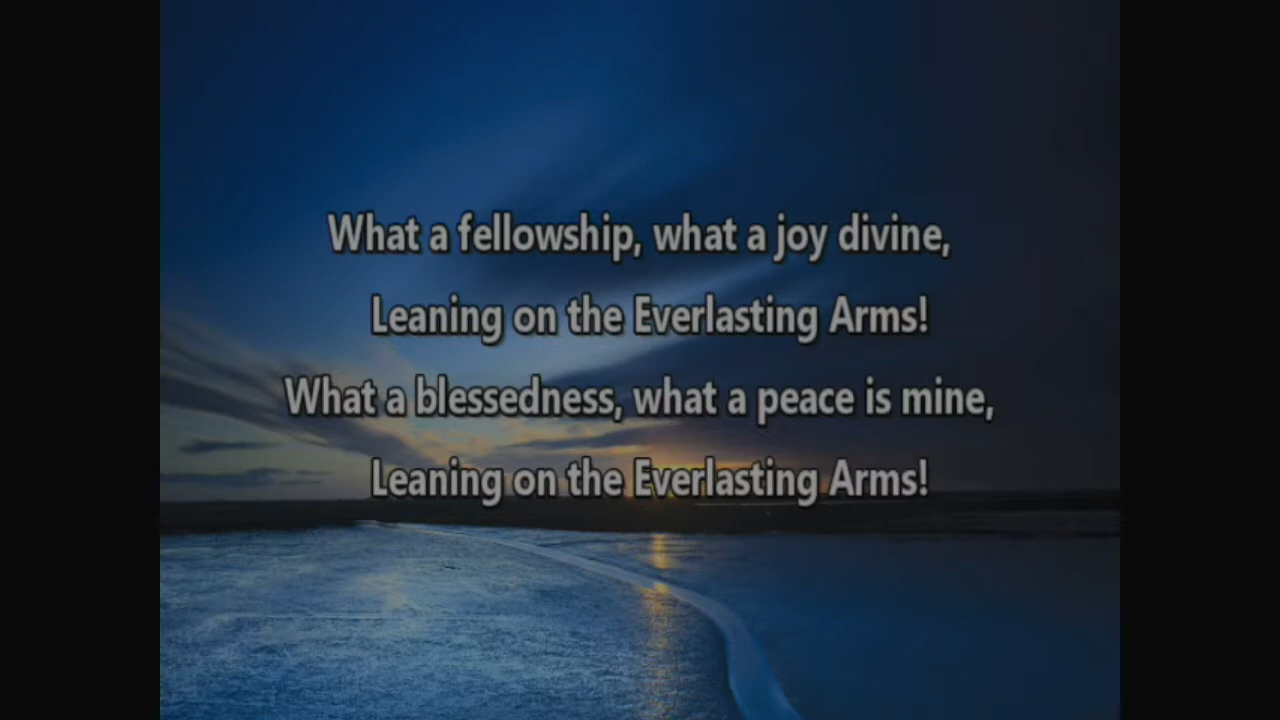 What a fellowship, what a joy divine,
Leaning on the Everlasting Arms!
What a blessedness, what a peace is mine,
Leaning on the Everlasting Arms!